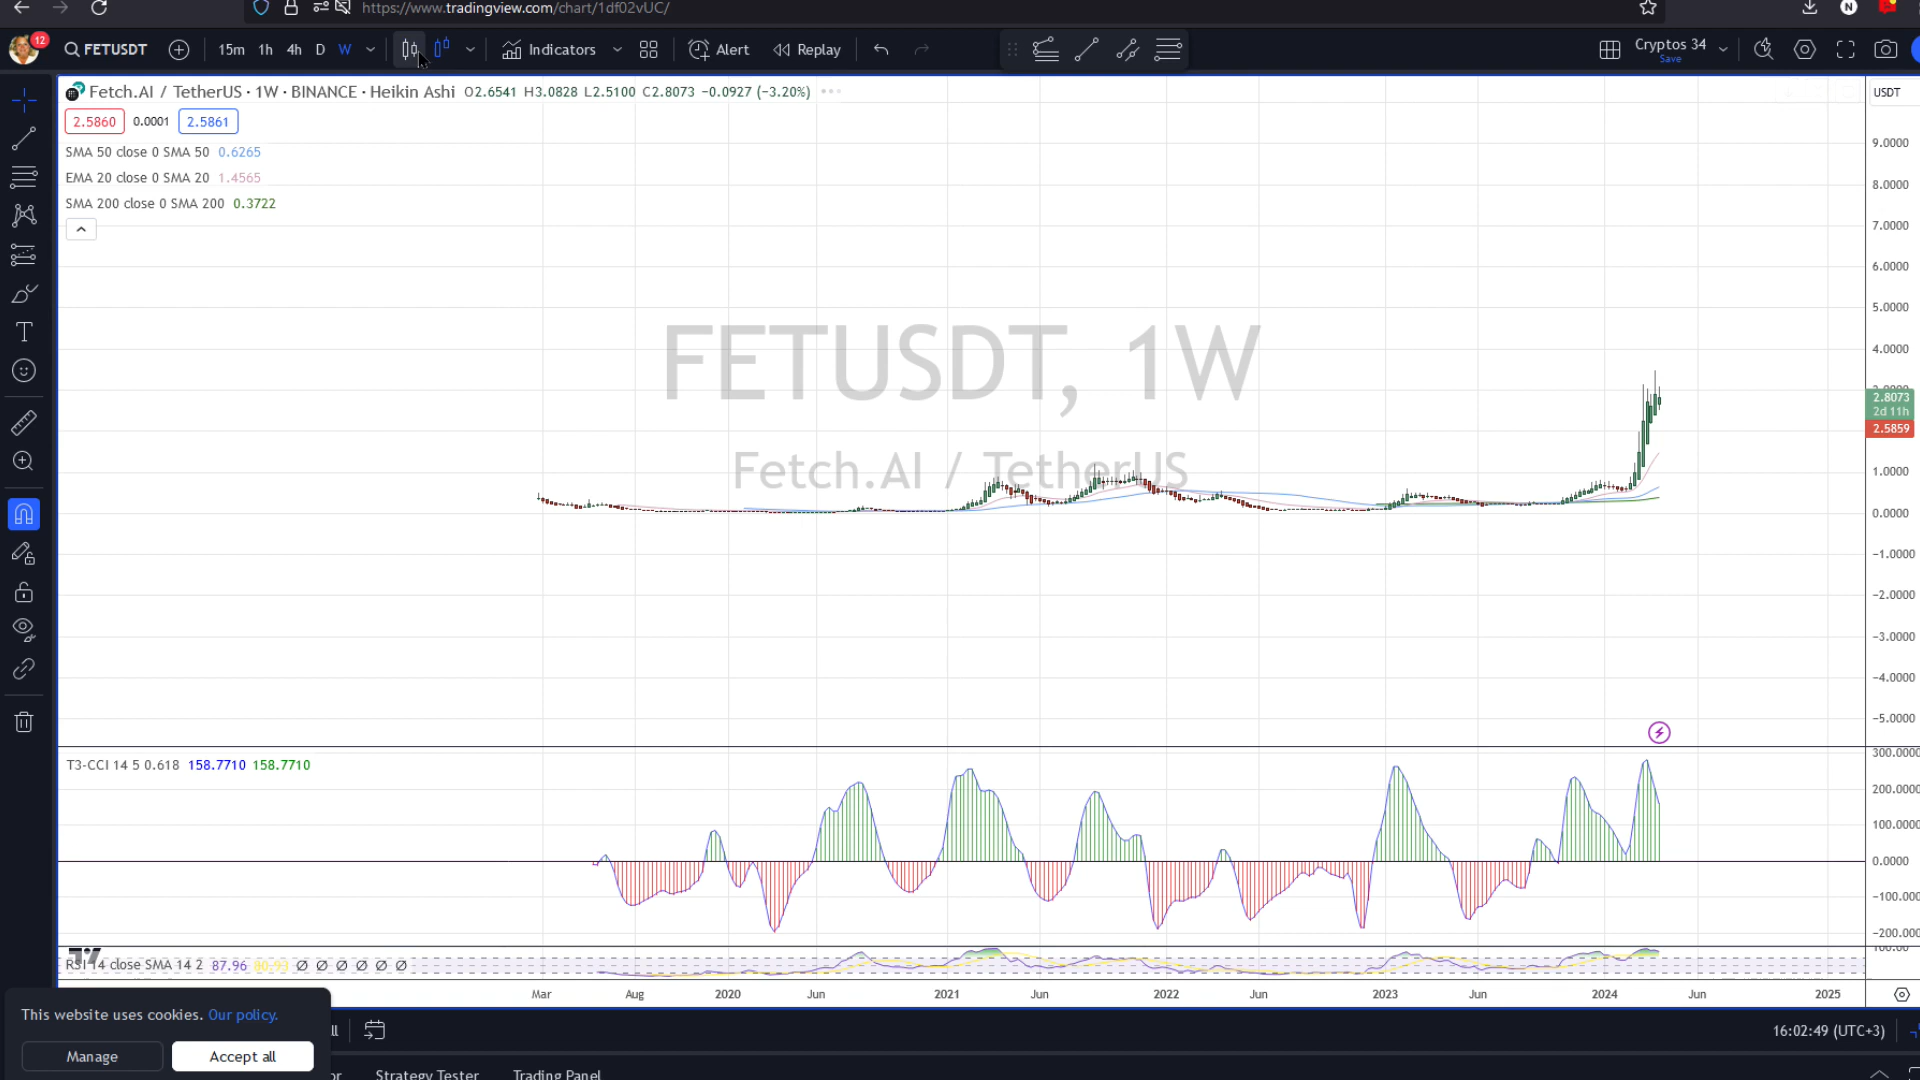 https://www.tradingview.com/chart/1df02vUC/
12
FETUSDT
15m 1h 4h D W
Indicators
Alert
Replay
Cryptos 34
Save
N
Fetch.AI / TetherUS · 1W · BINANCE · Heikin Ashi O2.6541 H3.0828 L2.5100 C2.8073 −0.0927 (−3.20%)
USDT
2.5860 0.0001 2.5861
SMA 50 close 0 SMA 50 0.6265
EMA 20 close 0 SMA 20 1.4565
SMA 200 close 0 SMA 200 0.3722
FETUSDT, 1W
Fetch.AI / TetherUS
9.0000
8.0000
7.0000
6.0000
5.0000
4.0000
2.8073
2d 11h
2.5859
1.0000
0.0000
−1.0000
−2.0000
−3.0000
−4.0000
−5.0000
T3-CCI 14 5 0.618 158.7710 158.7710
300.0000
200.0000
100.0000
0.0000
−100.0000
−200.0000
RSI 14 close SMA 14 2 87.96 80.93 Ø Ø Ø Ø Ø Ø
Mar Aug 2020 Jun 2021 Jun 2022 Jun 2023 Jun 2024 Jun 2025
This website uses cookies. Our policy.
Manage
Accept all
16:02:49 (UTC+3)
Strategy Tester
Trading Panel